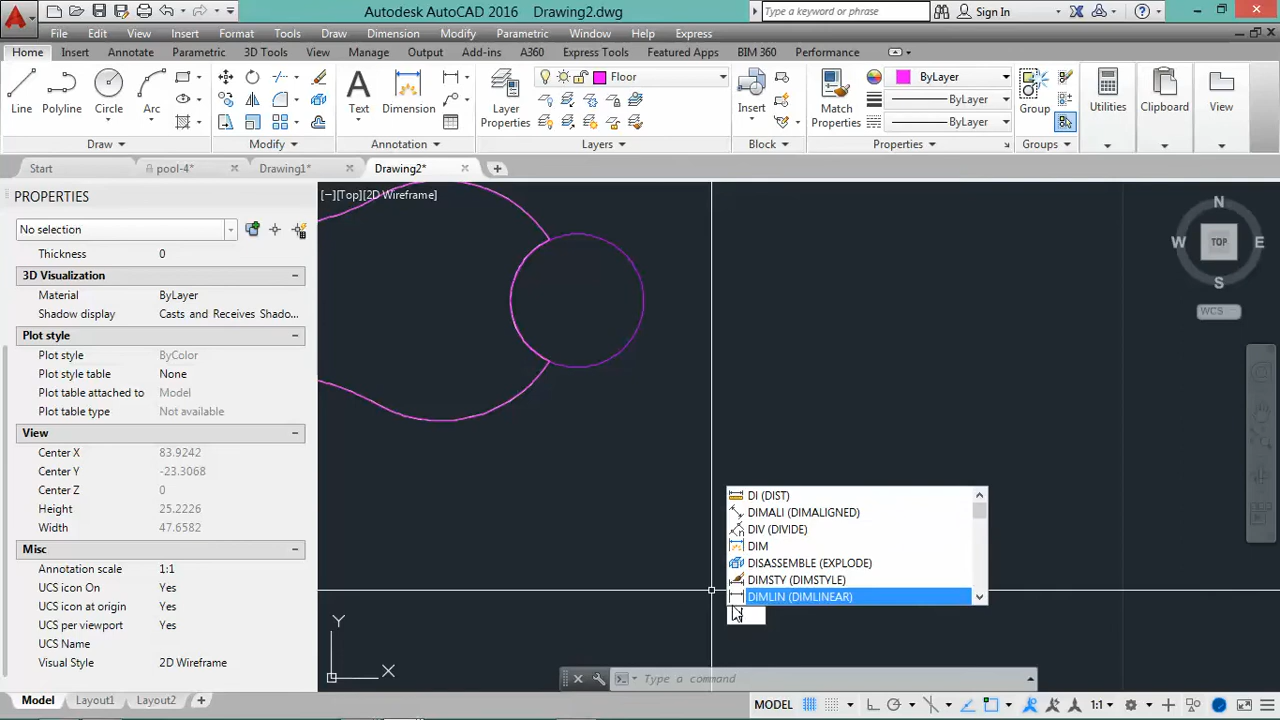 Autodesk AutoCAD 2016 Drawing2.dwg
Type a keyword or phrase
Sign In
File Edit View Insert Format Tools Draw Dimension Modify Parametric Window Help Express
Home Insert Annotate Parametric 3D Tools View Manage Output Add-ins A360 Express Tools Featured Apps BIM 360 Performance
Floor
ByLayer
ByLayer
ByLayer
Line Polyline Circle Arc
Text Dimension
Layer
Properties
Insert
Match
Properties
Group
Utilities
Clipboard
View
Draw Modify Annotation Layers Block Properties Groups
Start pool-4* Drawing1* Drawing2*
PROPERTIES
No selection
Thickness 0
3D Visualization
Material ByLayer
Shadow display Casts and Receives Shado...
Plot style
Plot style ByColor
Plot style table None
Plot table attached to Model
Plot table type Not available
View
Center X 83.9242
Center Y -23.3068
Center Z 0
Height 25.2226
Width 47.6582
Misc
Annotation scale 1:1
UCS icon On Yes
UCS icon at origin Yes
UCS per viewport Yes
UCS Name
Visual Style 2D Wireframe
[−][Top][2D Wireframe]
N
W TOP E
S
WCS
DI (DIST)
DIMALI (DIMALIGNED)
DIV (DIVIDE)
DIM
DISASSEMBLE (EXPLODE)
DIMSTY (DIMSTYLE)
DIMLIN (DIMLINEAR)
Y
X
Type a command
Model Layout1 Layout2
MODEL 1:1